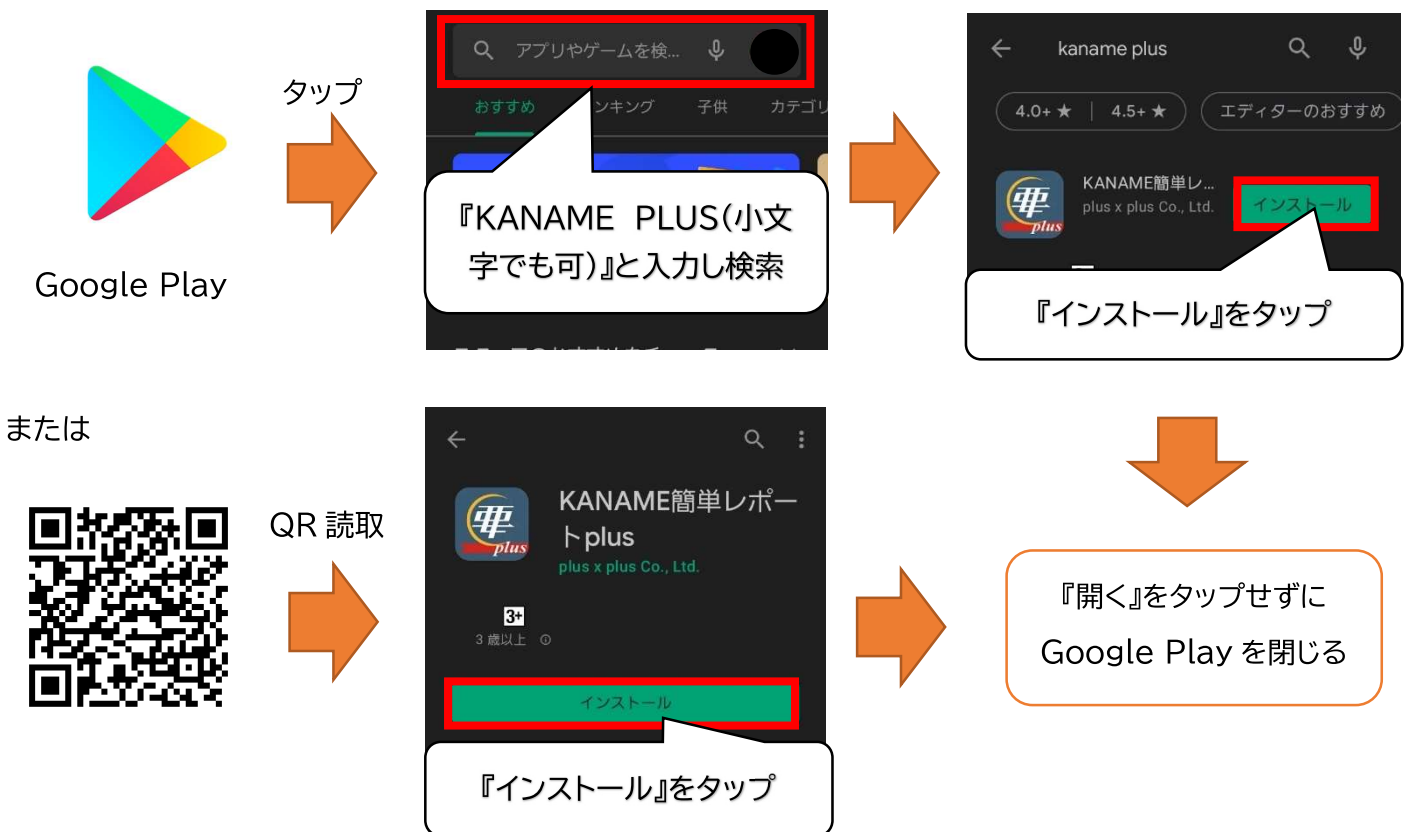 タップ
Google Play
アプリやゲームを検...
おすすめ
ンキング
子供
カテゴリ
『KANAME PLUS(小文
字でも可)』と入力し検索
kaname plus
4.0+ ★ | 4.5+ ★
エディターのおすすめ
KANAME簡単レ...
plus x plus Co., Ltd.
インストール
plus
『インストール』をタップ
または
QR 読取
KANAME簡単レポー
トplus
plus x plus Co., Ltd.
plus
3+
3 歳以上
インストール
『インストール』をタップ
『開く』をタップせずに
Google Play を閉じる